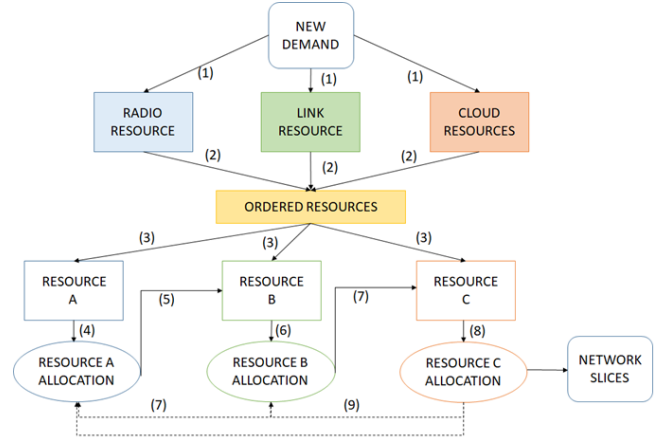 NEW
DEMAND
(1)
(1)
(1)
RADIO
RESOURCE
LINK
RESOURCE
CLOUD
RESOURCES
(2)
(2)
(2)
ORDERED RESOURCES
(3)
(3)
(3)
RESOURCE
A
RESOURCE
B
RESOURCE
C
(5)
(7)
(4)
(6)
(8)
RESOURCE A
ALLOCATION
RESOURCE B
ALLOCATION
RESOURCE C
ALLOCATION
NETWORK
SLICES
(7)
(9)